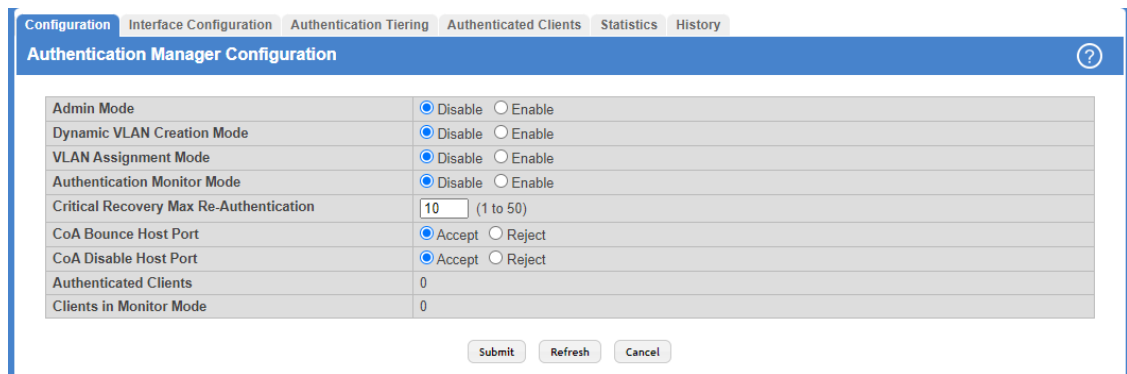 Configuration Interface Configuration Authentication Tiering Authenticated Clients Statistics History
Authentication Manager Configuration ?
Admin Mode Disable Enable
Dynamic VLAN Creation Mode Disable Enable
VLAN Assignment Mode Disable Enable
Authentication Monitor Mode Disable Enable
Critical Recovery Max Re-Authentication 10 (1 to 50)
CoA Bounce Host Port Accept Reject
CoA Disable Host Port Accept Reject
Authenticated Clients 0
Clients in Monitor Mode 0
Submit Refresh Cancel